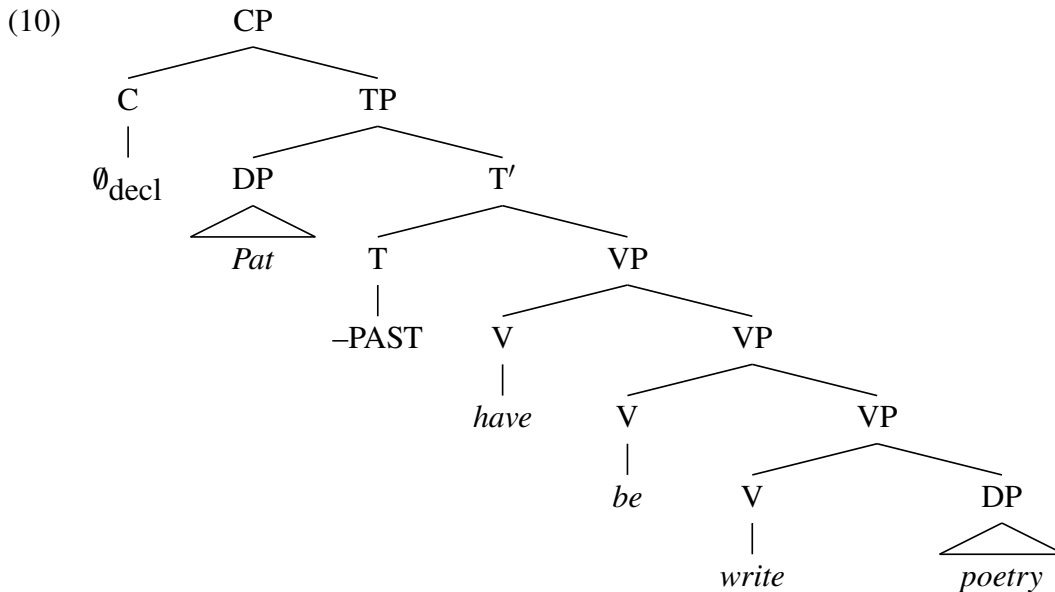 (10) CP
C TP
∅decl DP T′
Pat T VP
–PAST V VP
have V VP
be V DP
write poetry